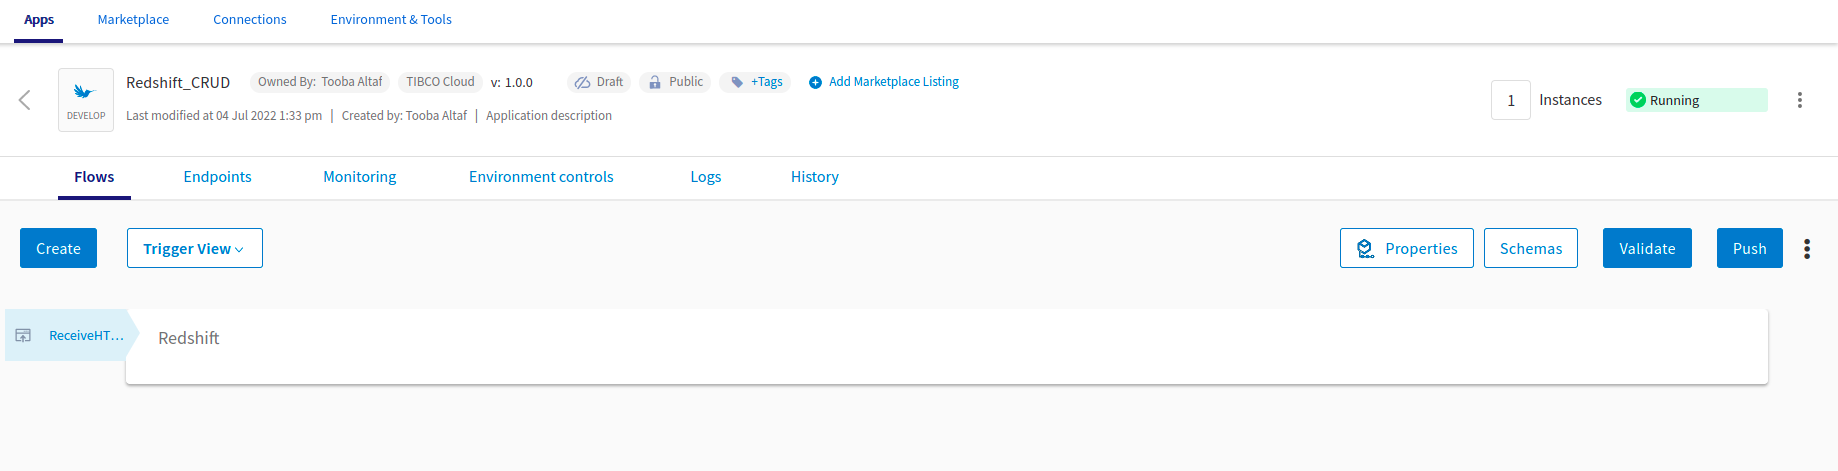 Apps Marketplace Connections Environment & Tools
Redshift_CRUD Owned By: Tooba Altaf TIBCO Cloud v: 1.0.0 Draft Public +Tags Add Marketplace Listing
DEVELOP
Last modified at 04 Jul 2022 1:33 pm | Created by: Tooba Altaf | Application description
1 Instances Running
Flows Endpoints Monitoring Environment controls Logs History
Create Trigger View Properties Schemas Validate Push
ReceiveHT... Redshift